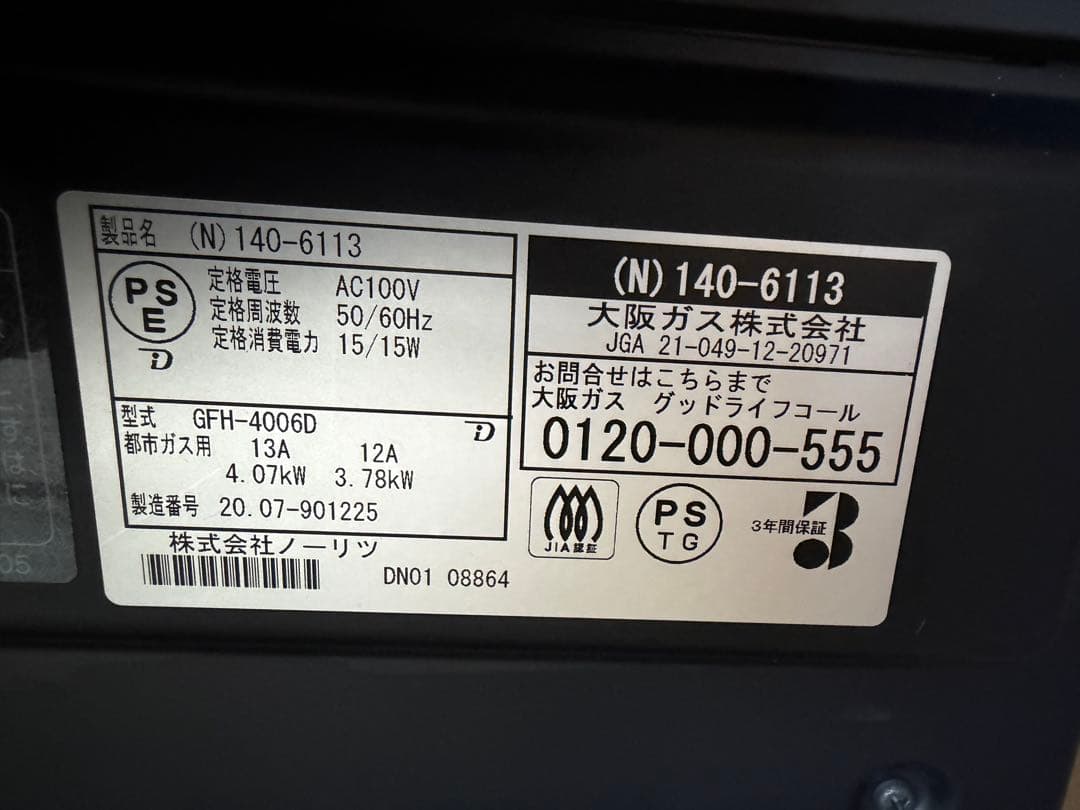 製品名 (N)140-6113
PS
E
定格電圧 AC100V
定格周波数 50/60Hz
定格消費電力 15/15W
型式 GFH-4006D
都市ガス用 13A 12A
4.07kW 3.78kW
製造番号 20.07-901225
株式会社ノーリツ
DN01 08864
(N)140-6113
大阪ガス株式会社
JGA 21-049-12-20971
お問合せはこちらまで
大阪ガス グッドライフコール
0120-000-555
JIA認証
PS
TG
3年間保証
05